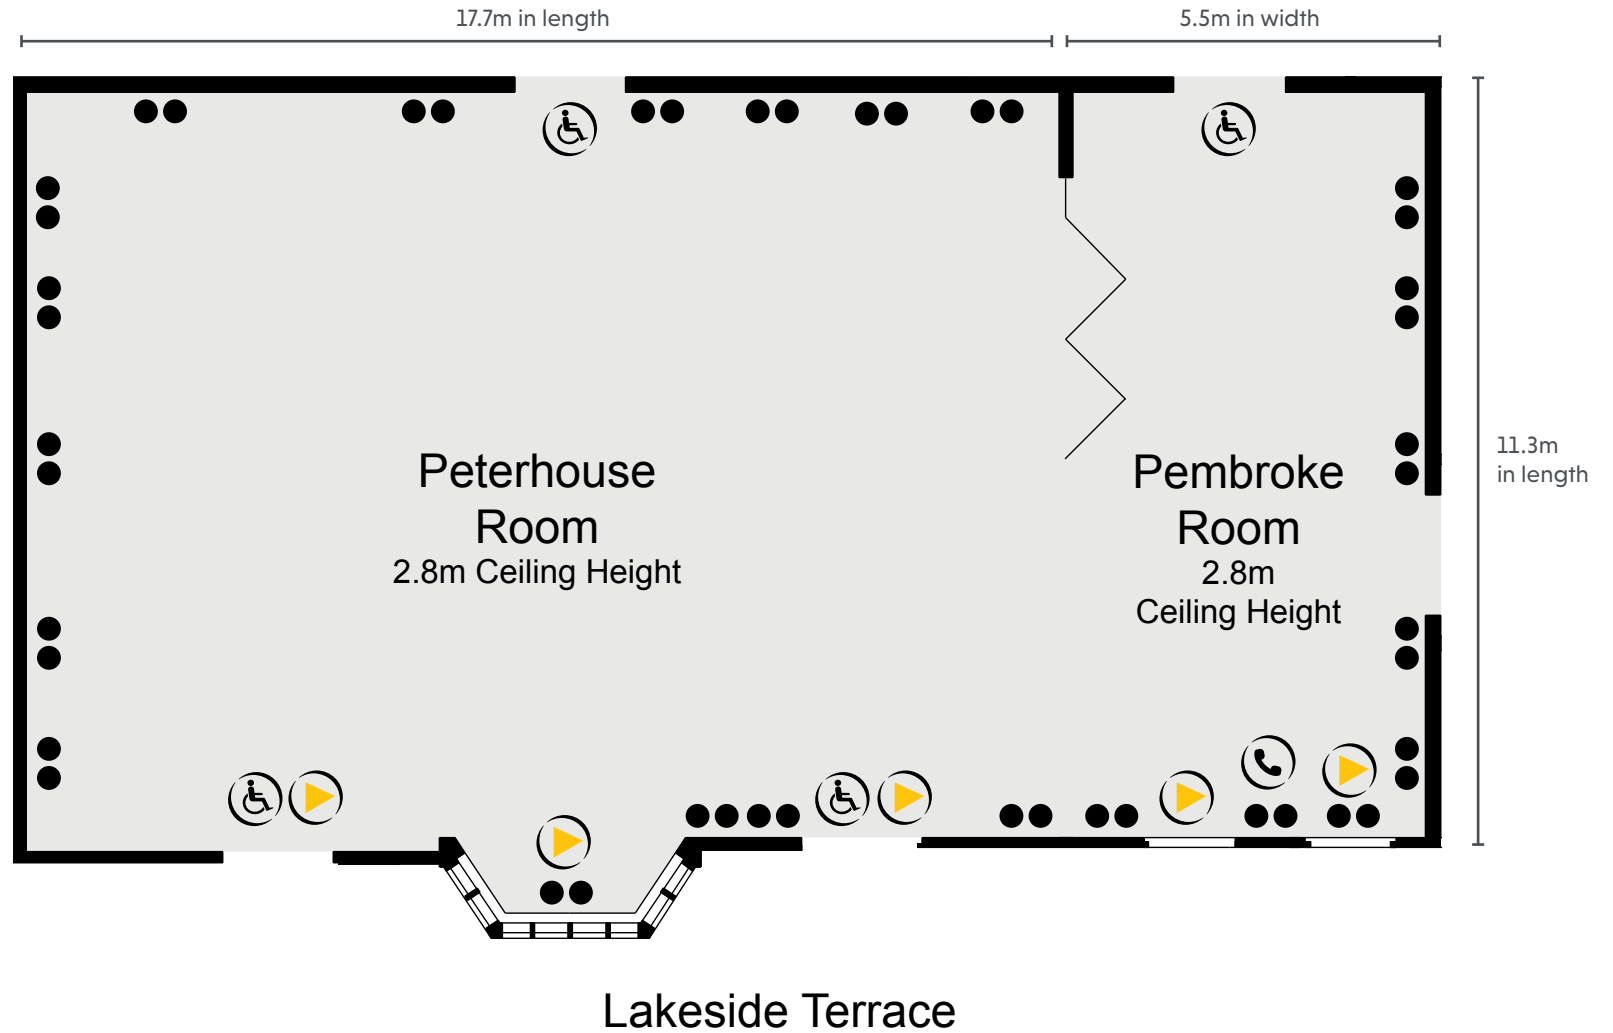 17.7m in length
5.5m in width
11.3m
in length
Peterhouse
Room
2.8m Ceiling Height
Pembroke
Room
2.8m
Ceiling Height
Lakeside Terrace